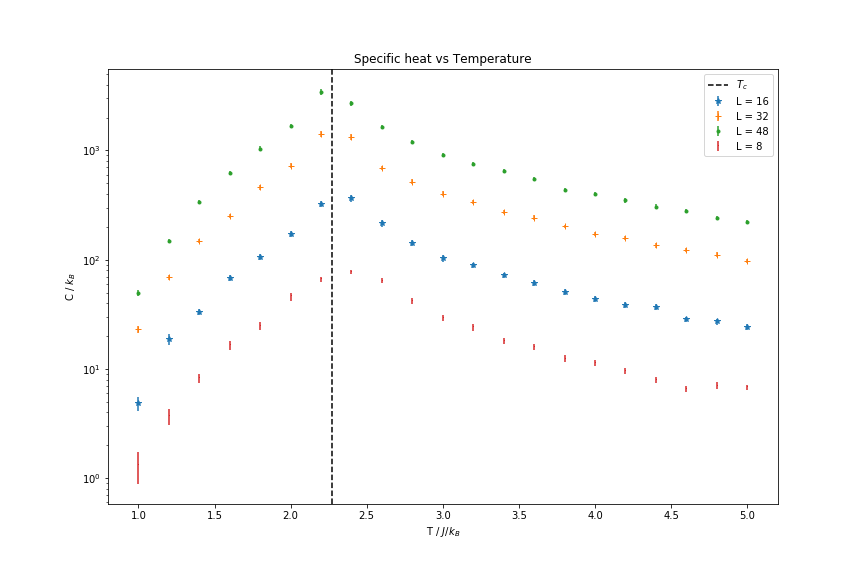 Specific heat vs Temperature
T_c
L = 16
L = 32
L = 48
L = 8
C / k_B
10^3
10^2
10^1
10^0
1.0 1.5 2.0 2.5 3.0 3.5 4.0 4.5 5.0
T / J/k_B